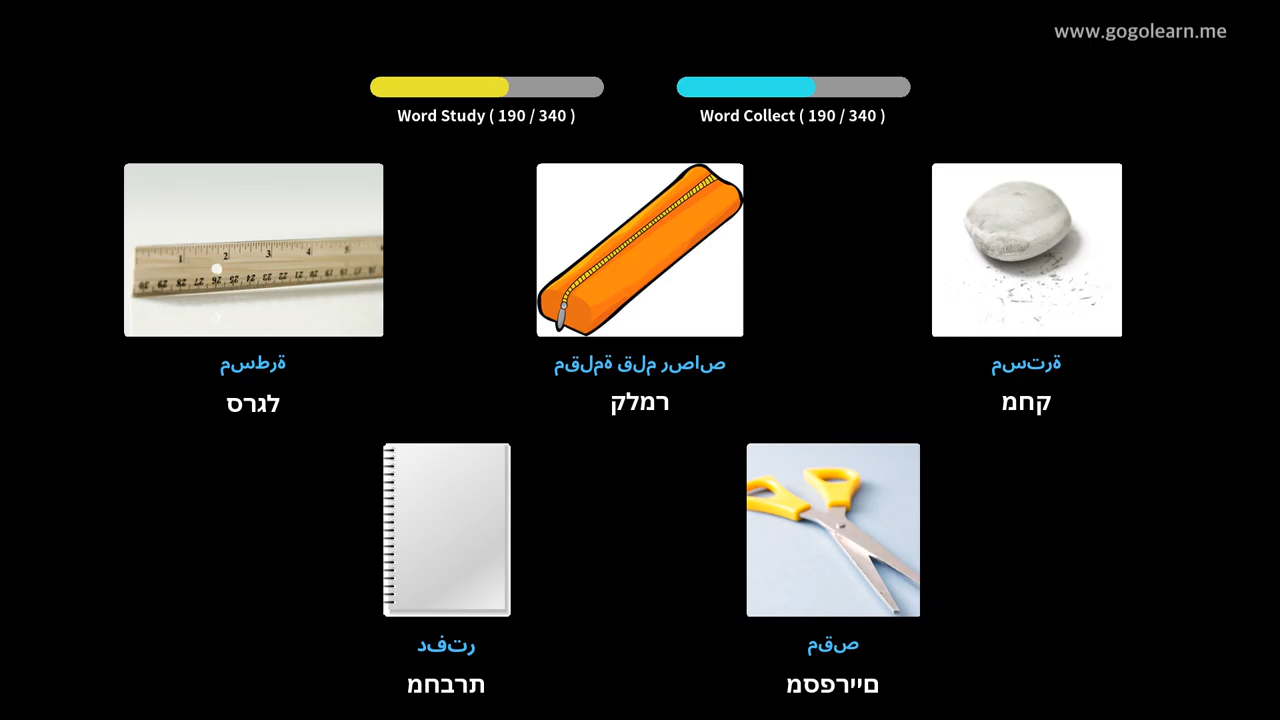 www.gogolearn.me
Word Study ( 190 / 340 )
Word Collect ( 190 / 340 )
ةرطسم
לגרס
صاصر ملق ةملقم
רמלק
ةرتسم
קחמ
رتفد
תרבחמ
صقم
םיירפסמ